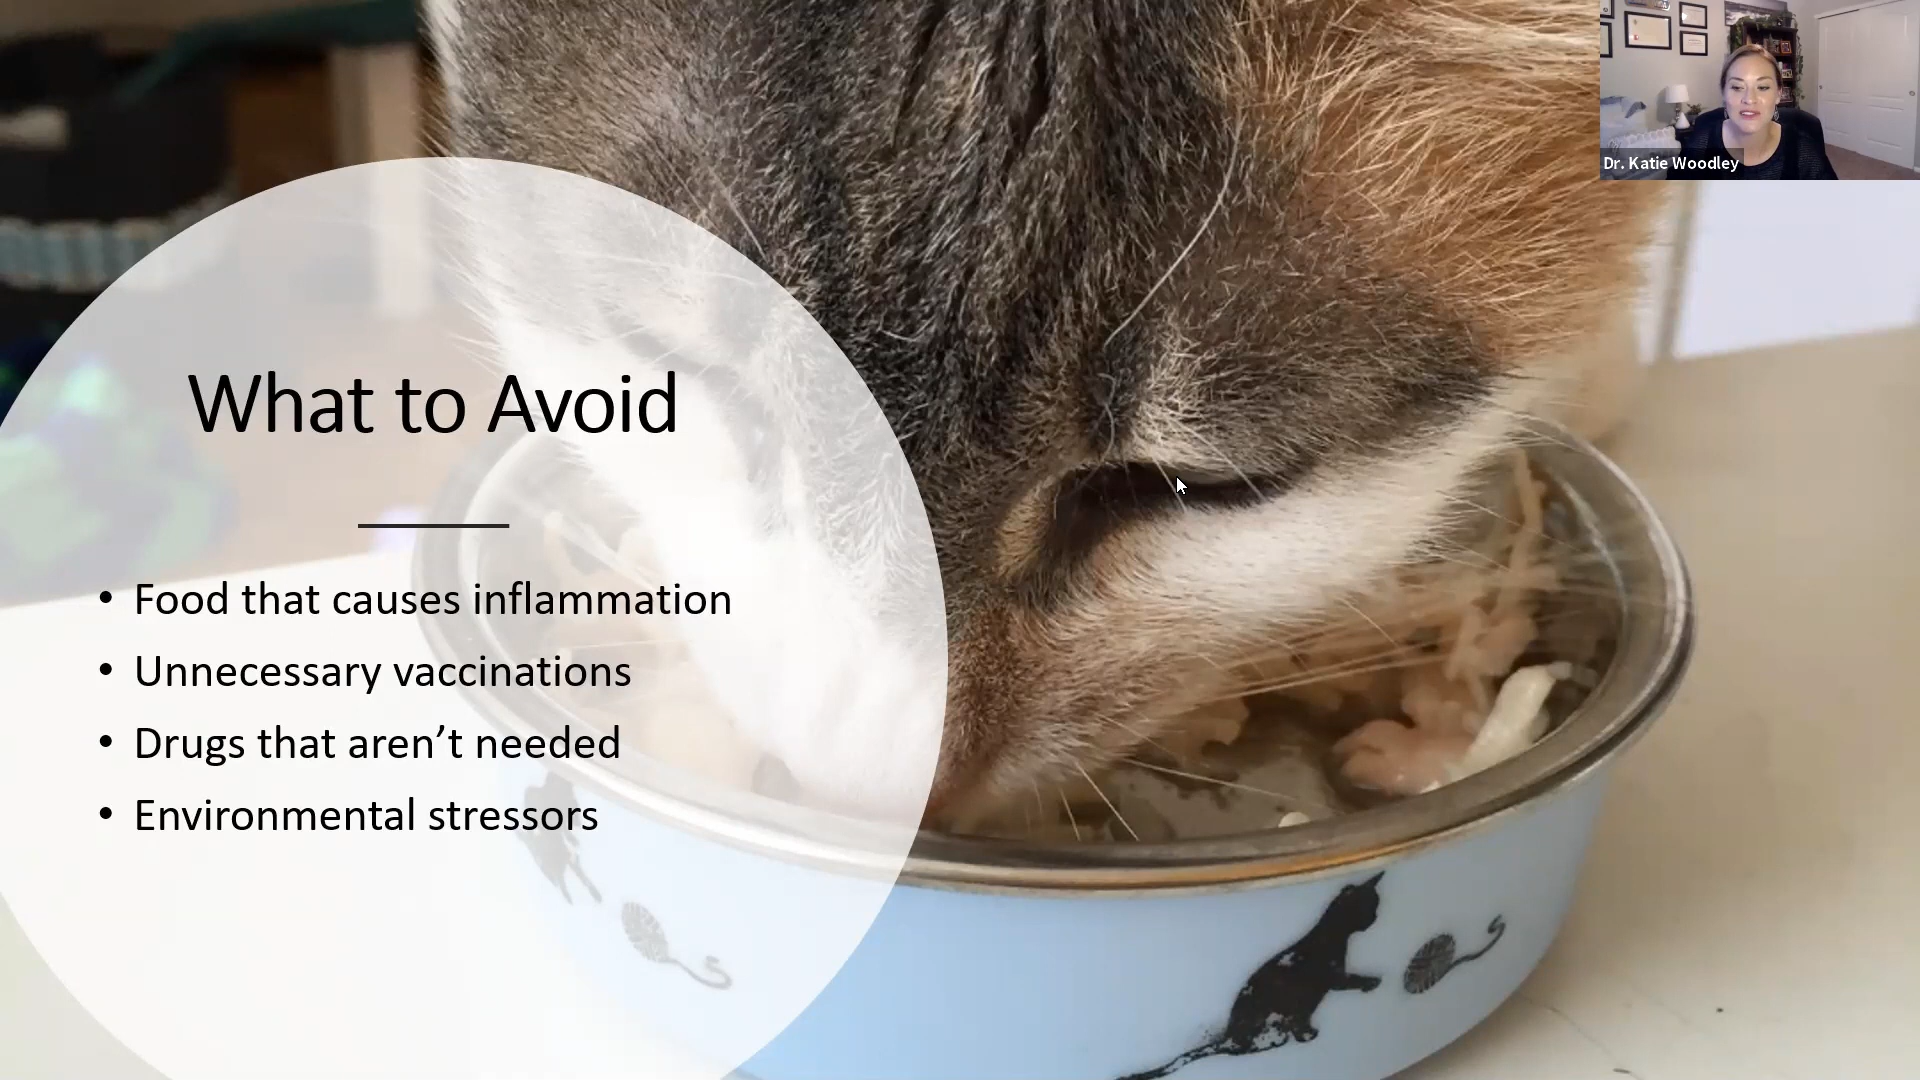 Dr. Katie Woodley
What to Avoid
• Food that causes inflammation
• Unnecessary vaccinations
• Drugs that aren’t needed
• Environmental stressors